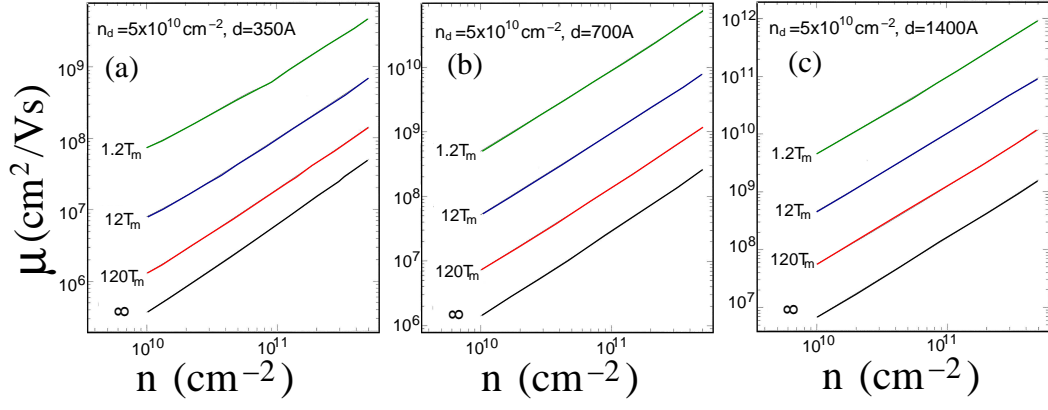 n_d =5x10^10 cm^−2, d=350A
(a)
10^9
10^8
10^7
10^6
1.2T_m
12T_m
120T_m
∞
10^10
10^11
n (cm^−2)
μ (cm^2/Vs)
n_d =5x10^10 cm^−2, d=700A
(b)
10^10
10^9
10^8
10^7
10^6
1.2T_m
12T_m
120T_m
∞
10^10
10^11
n (cm^−2)
n_d =5x10^10 cm^−2, d=1400A
(c)
10^12
10^11
10^10
10^9
10^8
10^7
1.2T_m
12T_m
120T_m
∞
10^10
10^11
n (cm^−2)